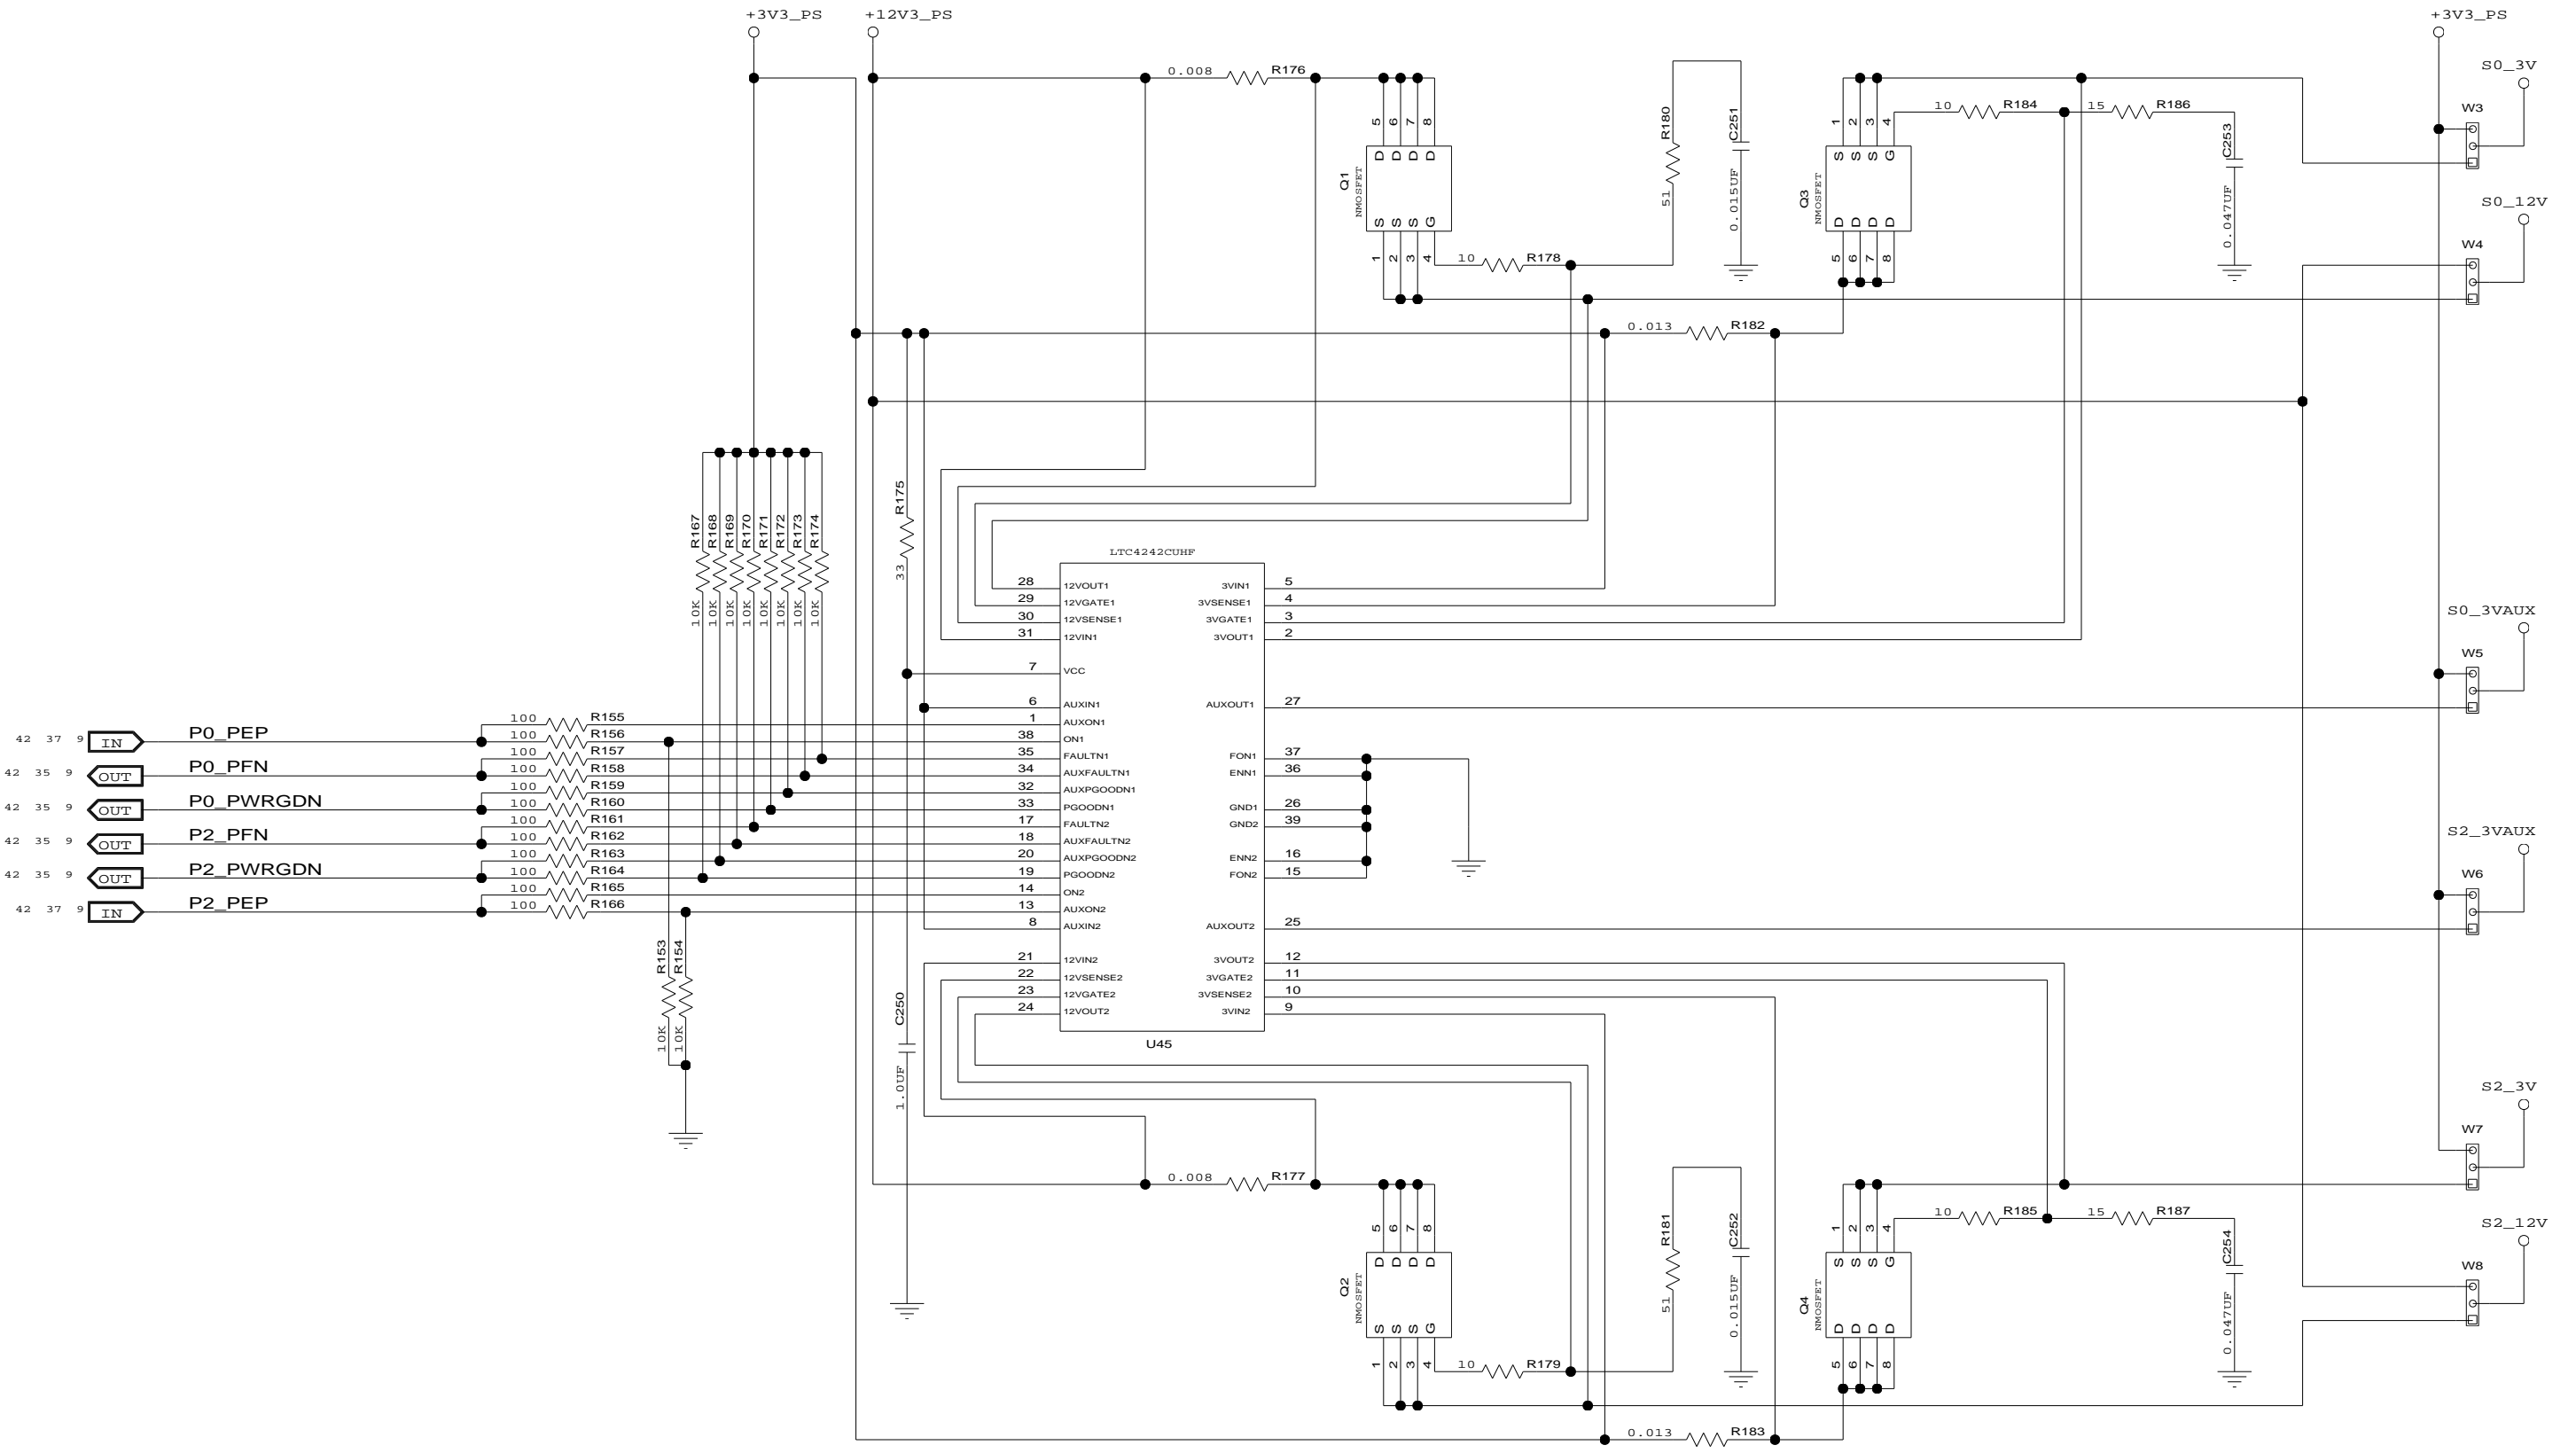 +3V3_PS
+12V3_PS
+3V3_PS
S0_3V
0.008 R176
W3
5 6 7 8
D D D D
Q1
NMOSFET
S S S G
1 2 3 4
10 R178
R180
51
C251
0.015UF
1 2 3 4
S S S G
Q3
NMOSFET
D D D D
5 6 7 8
10 R184
15 R186
C253
0.047UF
S0_12V
W4
0.013 R182
R175
33
R167
R168
R169
R170
R171
R172
R173
R174
10K
10K
10K
10K
10K
10K
10K
10K
LTC4242CUHF
28 12VOUT1
29 12VGATE1
30 12VSENSE1
31 12VIN1
7 VCC
6 AUXIN1
1 AUXON1
38 ON1
35 FAULTN1
34 AUXFAULTN1
32 AUXPGOODN1
33 PGOODN1
17 FAULTN2
18 AUXFAULTN2
20 AUXPGOODN2
19 PGOODN2
14 ON2
13 AUXON2
8 AUXIN2
21 12VIN2
22 12VSENSE2
23 12VGATE2
24 12VOUT2
3VIN1 5
3VSENSE1 4
3VGATE1 3
3VOUT1 2
AUXOUT1 27
FON1 37
ENN1 36
GND1 26
GND2 39
ENN2 16
FON2 15
AUXOUT2 25
3VOUT2 12
3VGATE2 11
3VSENSE2 10
3VIN2 9
U45
S0_3VAUX
W5
S2_3VAUX
W6
42 37 9 IN P0_PEP
42 35 9 OUT P0_PFN
42 35 9 OUT P0_PWRGDN
42 35 9 OUT P2_PFN
42 35 9 OUT P2_PWRGDN
42 37 9 IN P2_PEP
100 R155
100 R156
100 R157
100 R158
100 R159
100 R160
100 R161
100 R162
100 R163
100 R164
100 R165
100 R166
R153
R154
10K
10K
C250
1.0UF
S2_3V
W7
0.008 R177
5 6 7 8
D D D D
Q2
NMOSFET
S S S G
1 2 3 4
10 R179
R181
51
C252
0.015UF
1 2 3 4
S S S G
Q4
NMOSFET
D D D D
5 6 7 8
10 R185
15 R187
C254
0.047UF
S2_12V
W8
0.013 R183